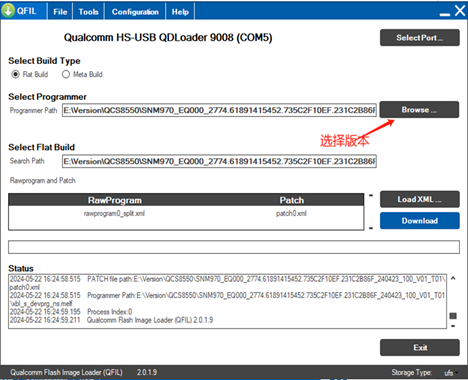 QFIL File Tools Configuration Help
Qualcomm HS-USB QDLoader 9008 (COM5)
Select Port ...
Select Build Type
Flat Build Meta Build
Select Programmer
Programmer Path E:\Version\QCS8550\SNM970_EQ000_2774.61891415452.735C2F10EF.231C2B86F
Browse ...
选择版本
Select Flat Build
Search Path E:\Version\QCS8550\SNM970_EQ000_2774.61891415452.735C2F10EF.231C2B86F
Rawprogram and Patch
RawProgram Patch
rawprogram0_split.xml patch0.xml
Load XML ...
Download
Status
2024-05-22 16:24:58.515 PATCH file path:E:\Version\QCS8550\SNM970_EQ000_2774.61891415452.735C2F10EF.231C2B86F_240423_100_V01_T01\
patch0.xml
2024-05-22 16:24:58.515 Programmer Path:E:\Version\QCS8550\SNM970_EQ000_2774.61891415452.735C2F10EF.231C2B86F_240423_100_V01_T01
\xbl_s_devprg_ns.melf
2024-05-22 16:24:59.195 Process Index:0
2024-05-22 16:24:59.211 Qualcomm Flash Image Loader (QFIL) 2.0.1.9
Exit
Qualcomm Flash Image Loader (QFIL) 2.0.1.9 Storage Type: ufs